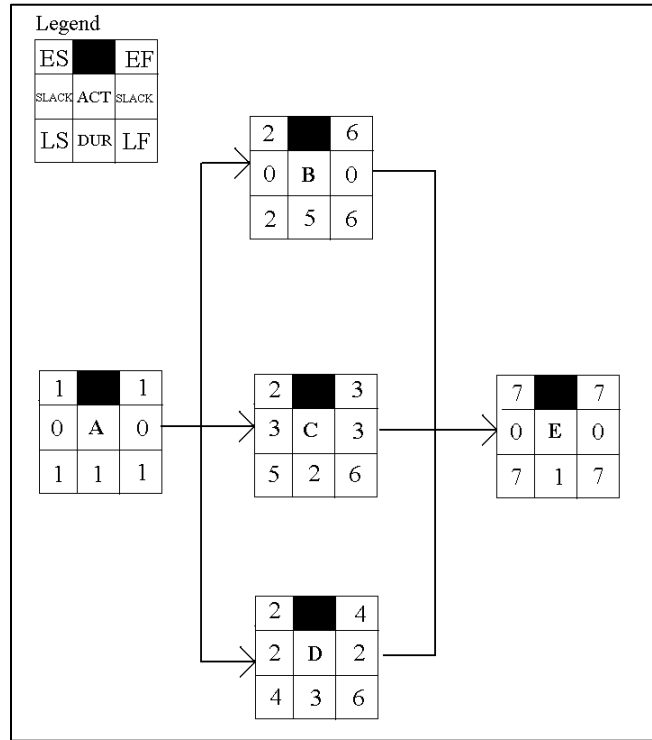 Legend
ES EF
SLACK ACT SLACK
LS DUR LF
2 6
0 B 0
2 5 6
1 1
0 A 0
1 1 1
2 3
3 C 3
5 2 6
7 7
0 E 0
7 1 7
2 4
2 D 2
4 3 6